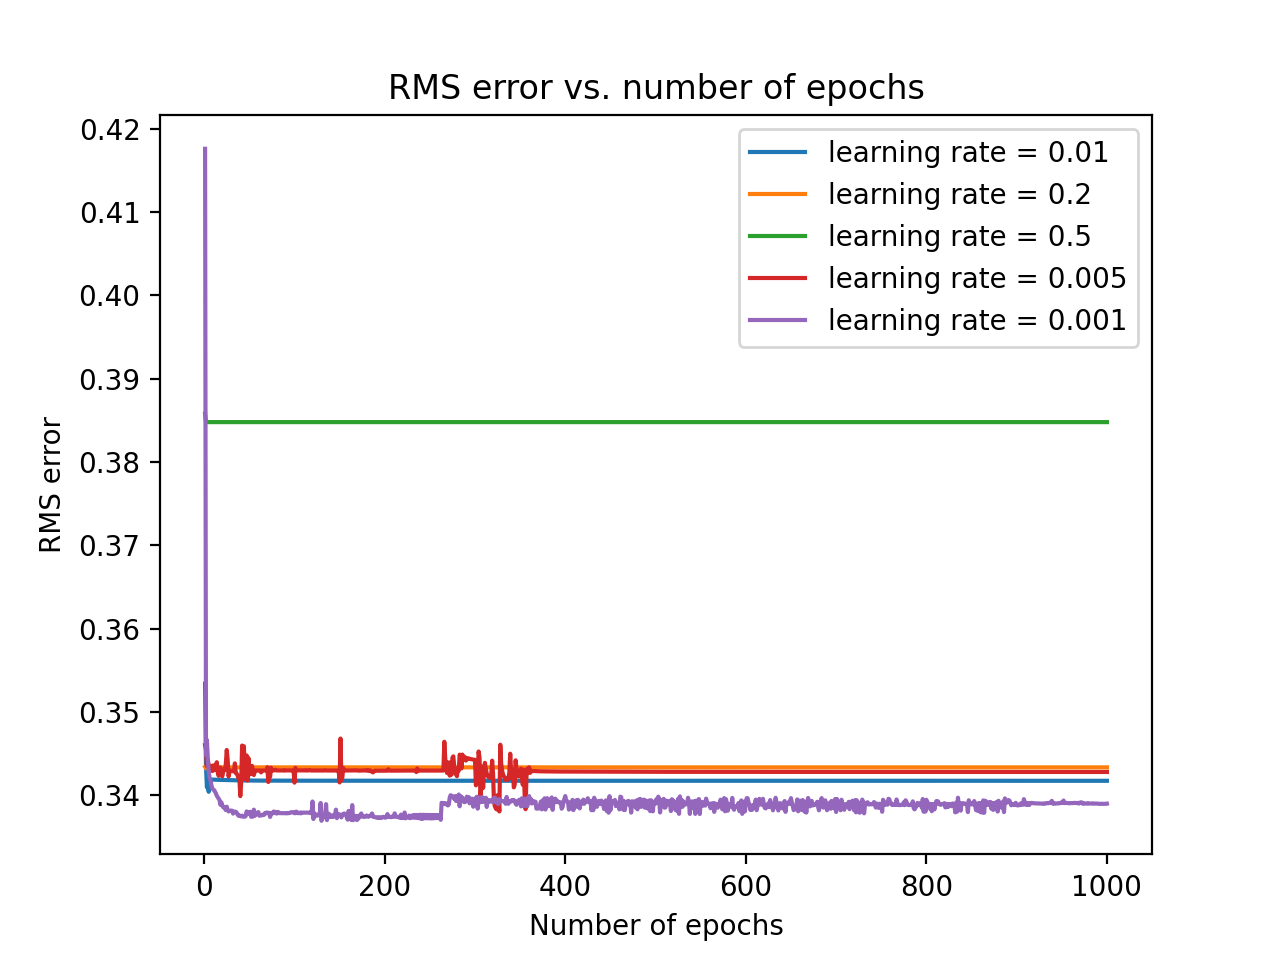 RMS error vs. number of epochs
0.42
0.41
0.40
0.39
0.38
0.37
0.36
0.35
0.34
RMS error
learning rate = 0.01
learning rate = 0.2
learning rate = 0.5
learning rate = 0.005
learning rate = 0.001
0 200 400 600 800 1000
Number of epochs